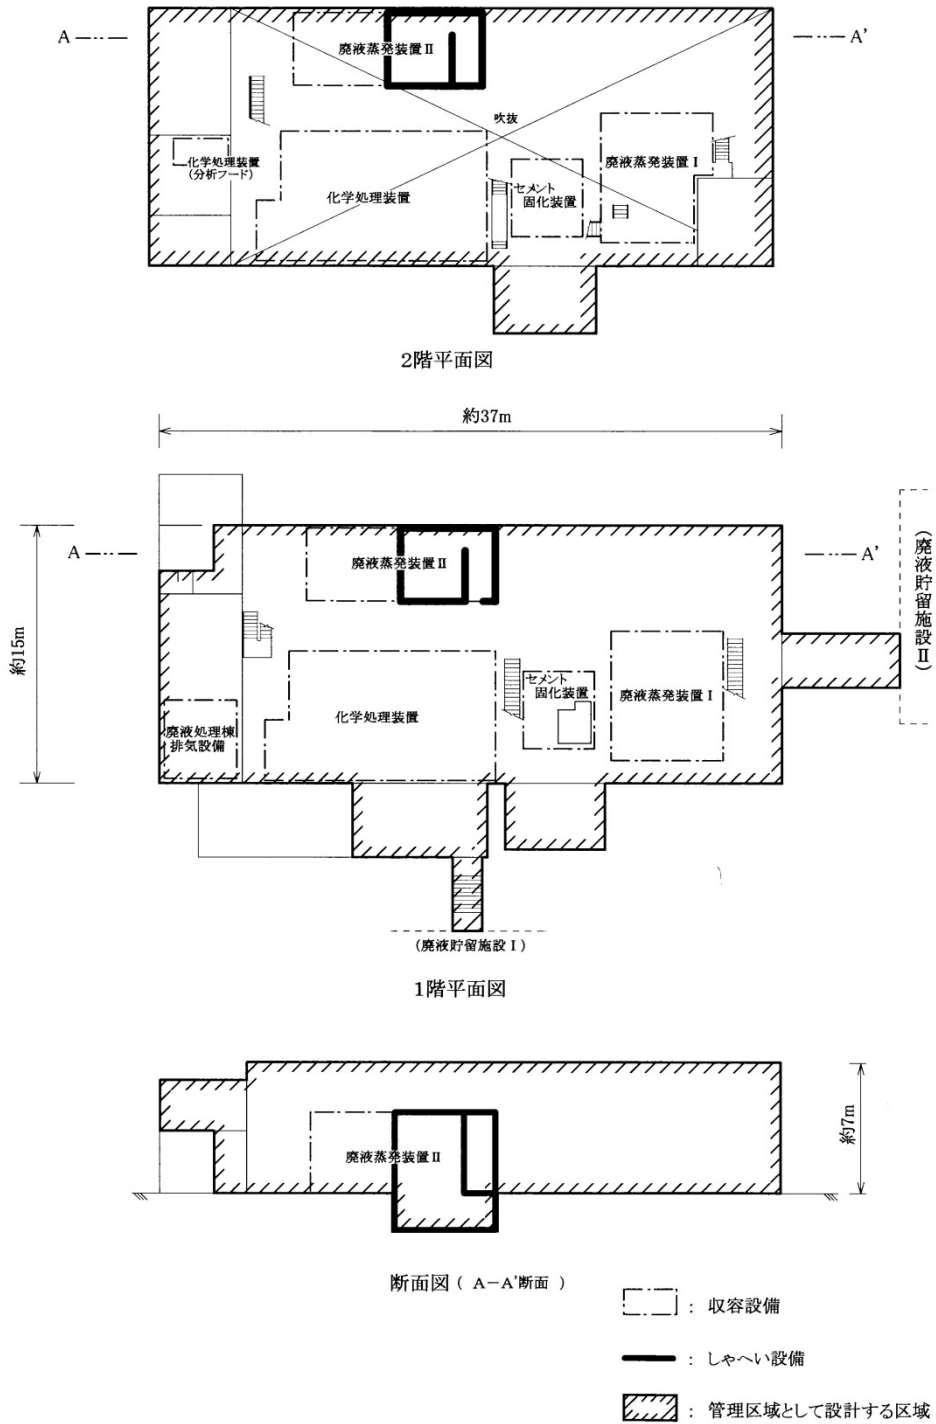 A
A'
廃液蒸発装置Ⅱ
吹抜
化学処理装置
(分析フード)
化学処理装置
セメント
固化装置
廃液蒸発装置Ⅰ
2階平面図
約37m
約15m
A
A'
廃液蒸発装置Ⅱ
(廃液貯留施設Ⅱ)
セメント
固化装置
廃液蒸発装置Ⅰ
化学処理装置
廃液処理棟
排気設備
(廃液貯留施設Ⅰ)
1階平面図
約7m
廃液蒸発装置Ⅱ
断面図 ( A-A'断面 )
: 収容設備
: しゃへい設備
: 管理区域として設計する区域